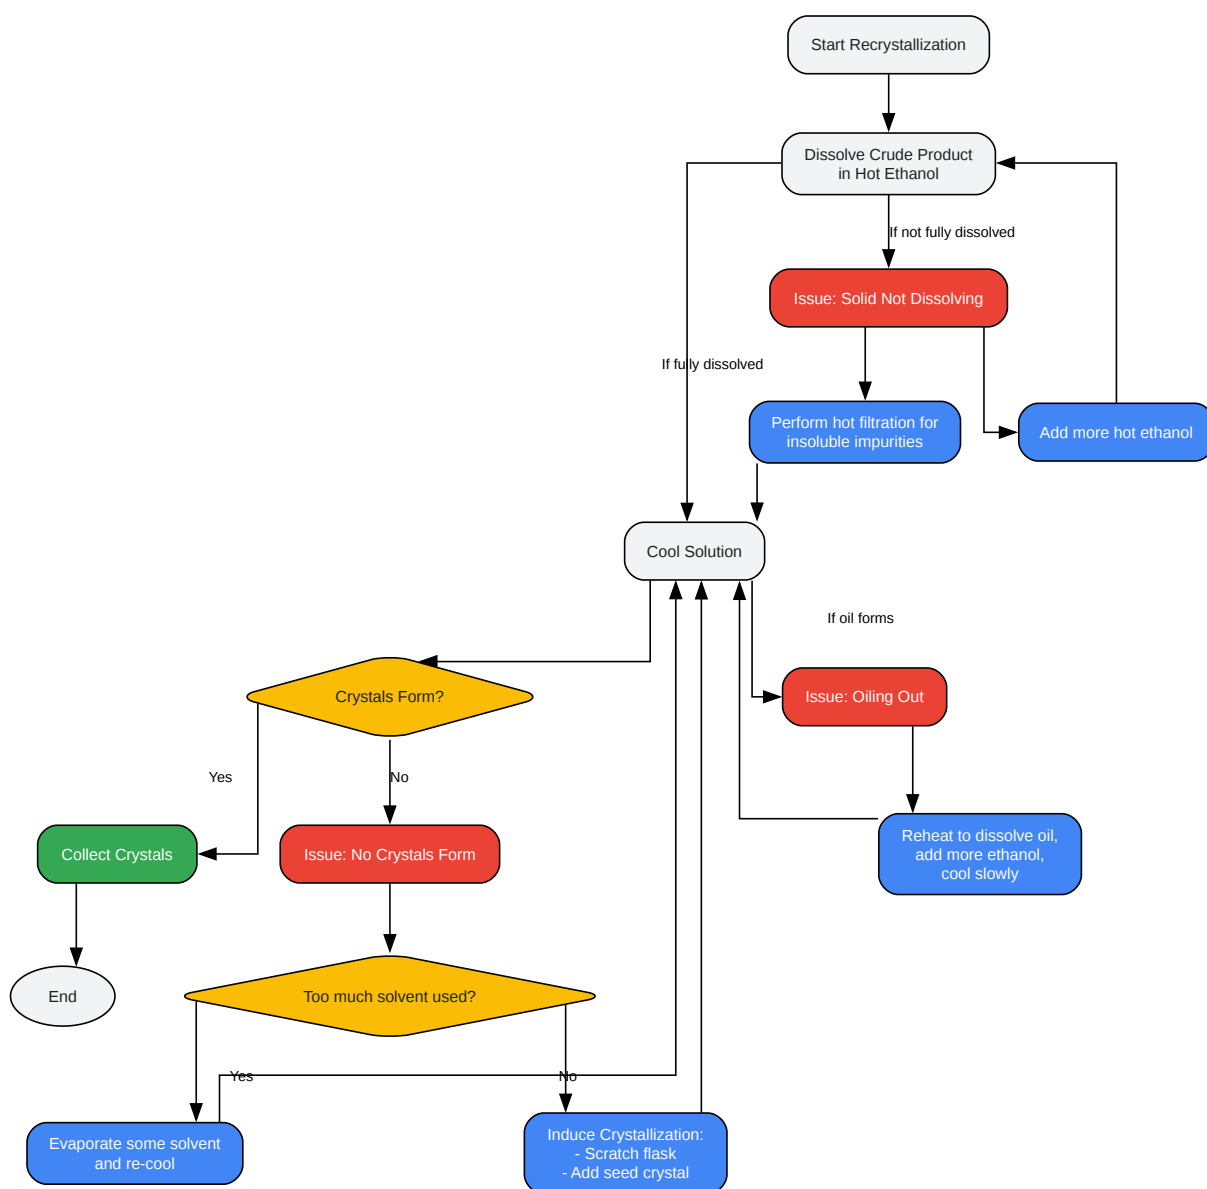 Start Recrystallization
Dissolve Crude Product
in Hot Ethanol
If not fully dissolved
Issue: Solid Not Dissolving
If fully dissolved
Perform hot filtration for
insoluble impurities
Add more hot ethanol
Cool Solution
If oil forms
Crystals Form?
Issue: Oiling Out
Yes
No
Reheat to dissolve oil,
add more ethanol,
cool slowly
Collect Crystals
Issue: No Crystals Form
End
Too much solvent used?
Yes
No
Evaporate some solvent
and re-cool
Induce Crystallization:
- Scratch flask
- Add seed crystal